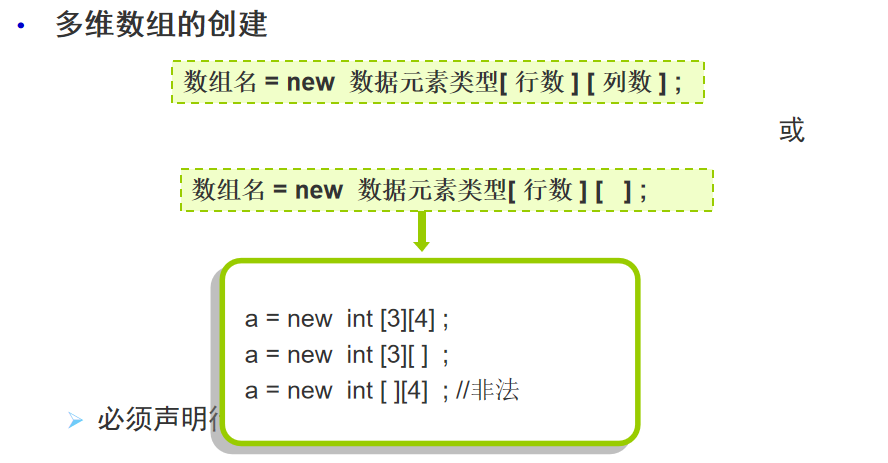 • 多维数组的创建
数组名 = new 数据元素类型[ 行数 ] [ 列数 ] ;
或
数组名 = new 数据元素类型[ 行数 ] [ ] ;
a = new int [3][4] ;
a = new int [3][ ] ;
a = new int [ ][4] ; //非法
必须声明